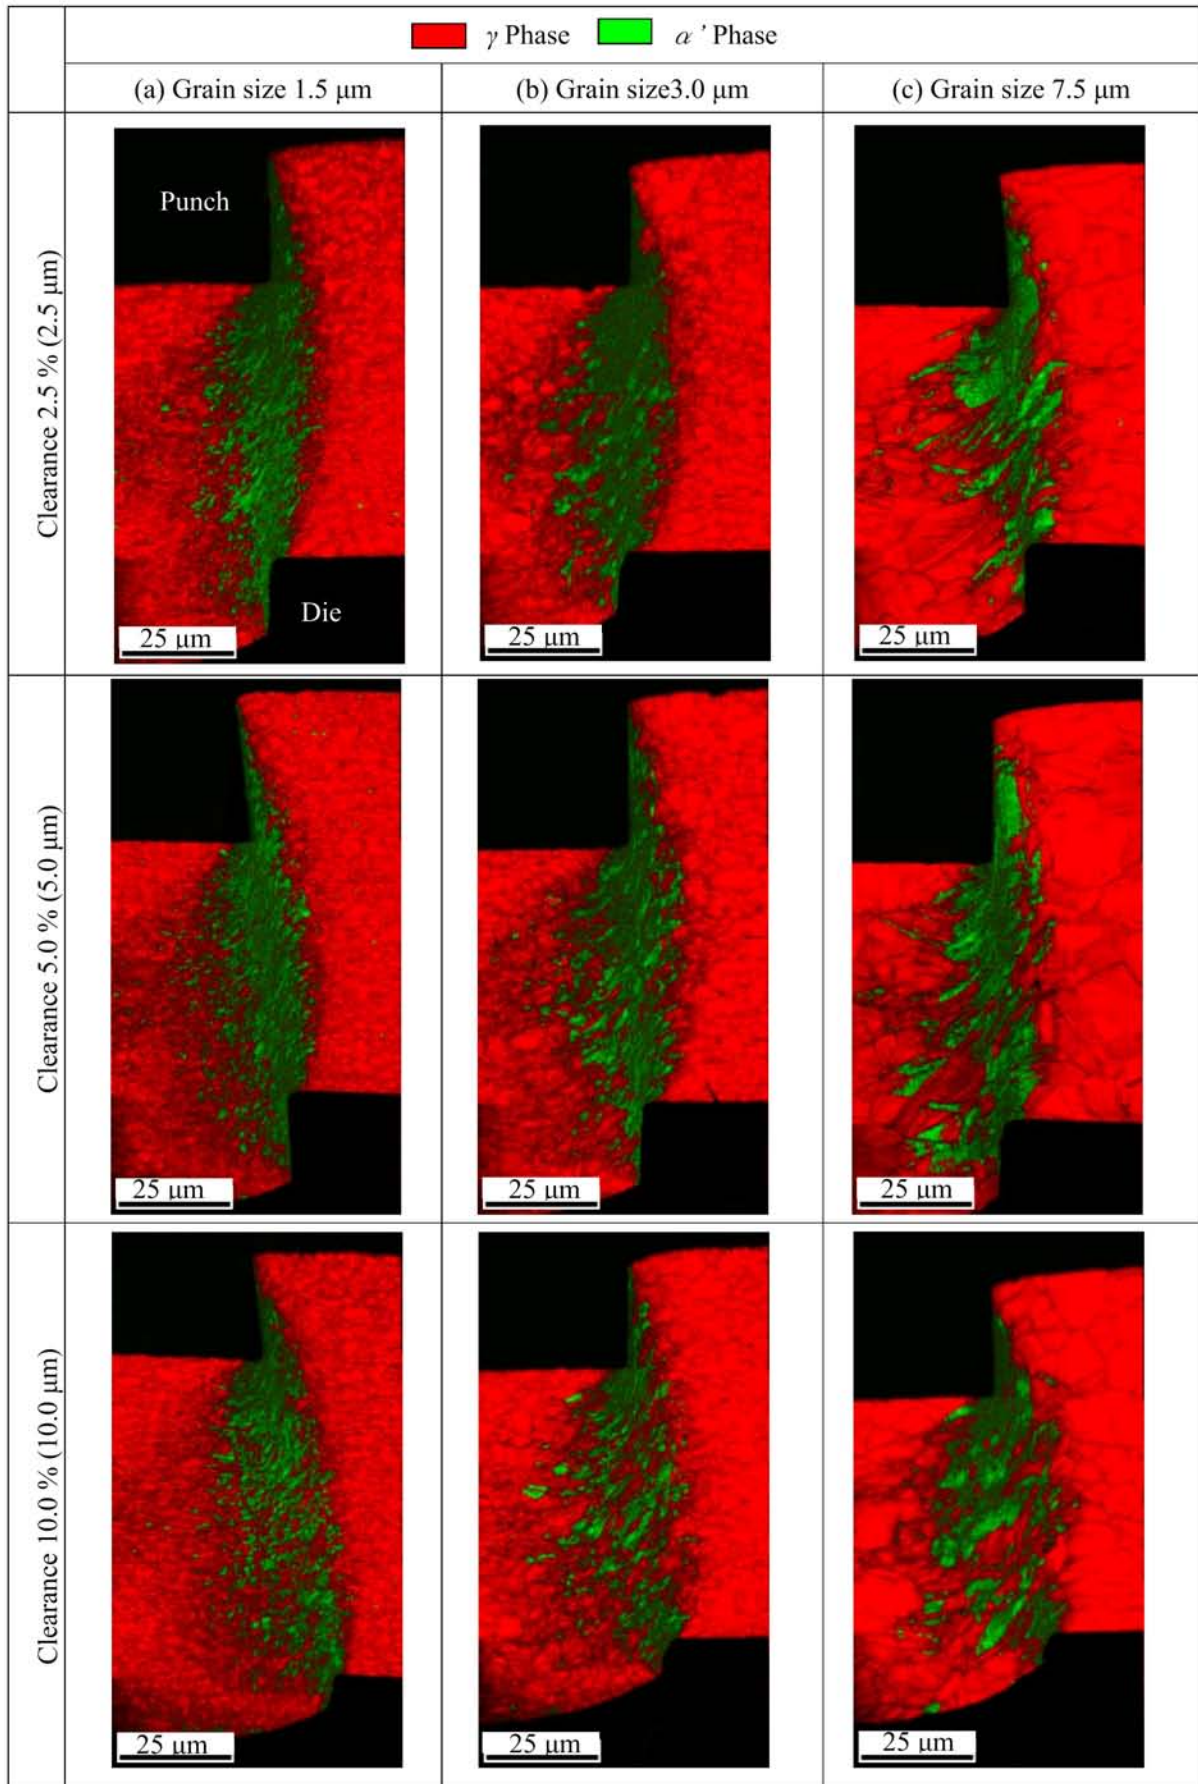 γ Phase α’ Phase
(a) Grain size 1.5 μm (b) Grain size3.0 μm (c) Grain size 7.5 μm
Clearance 2.5 % (2.5 μm)
Punch
Die
25 μm 25 μm 25 μm
Clearance 5.0 % (5.0 μm)
25 μm 25 μm 25 μm
Clearance 10.0 % (10.0 μm)
25 μm 25 μm 25 μm